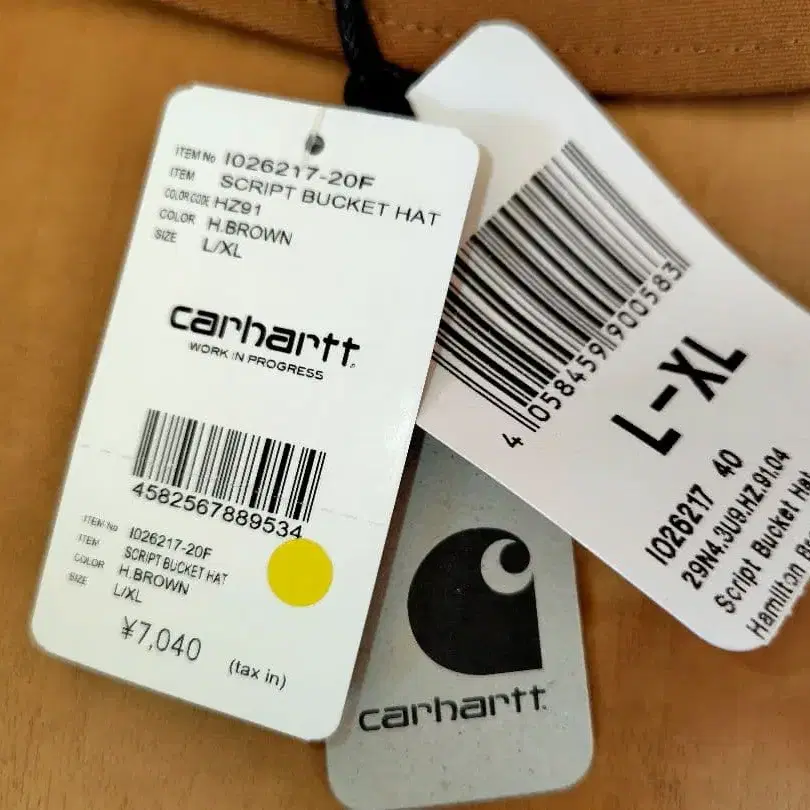 ITEM No I026217-20F
ITEM SCRIPT BUCKET HAT
COLOR CODE HZ91
COLOR H.BROWN
SIZE L/XL
carhartt
WORK IN PROGRESS
4582567889534
ITEM No I026217-20F
ITEM SCRIPT BUCKET HAT
COLOR H.BROWN
SIZE L/XL
¥7,040 (tax in)
4 058459 900583
L-XL
I026217 40
29N4.3U9.HZ.91.04
Script Bucket Hat
Hamilton
carhartt